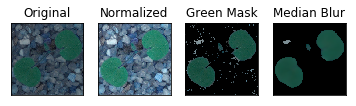 Original
Normalized
Green Mask
Median Blur